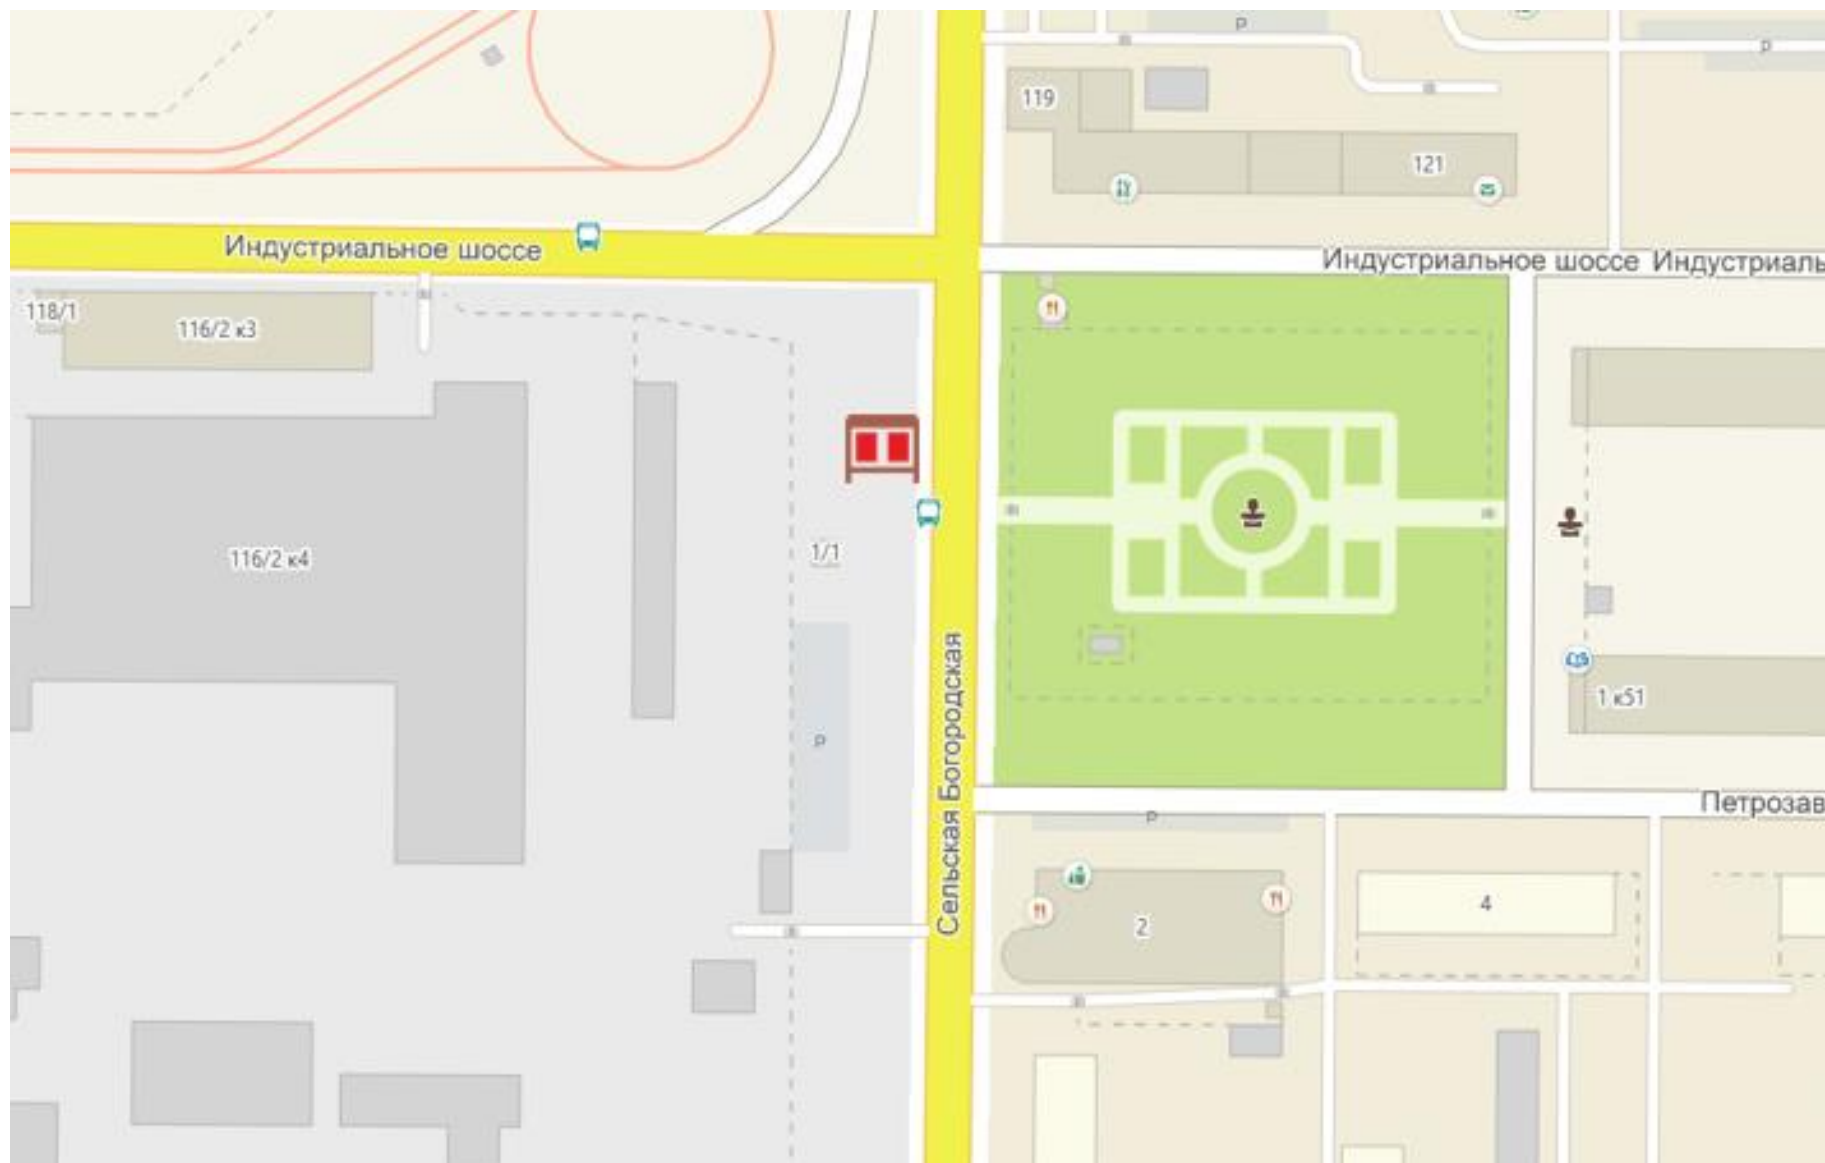 P
P
119
121
Индустриальное шоссе
Индустриальное шоссе
Индустриаль
118/1
116/2 к3
116/2 к4
1/1
1 к51
P
Сельская Богородская
Петрозав
P
4
2